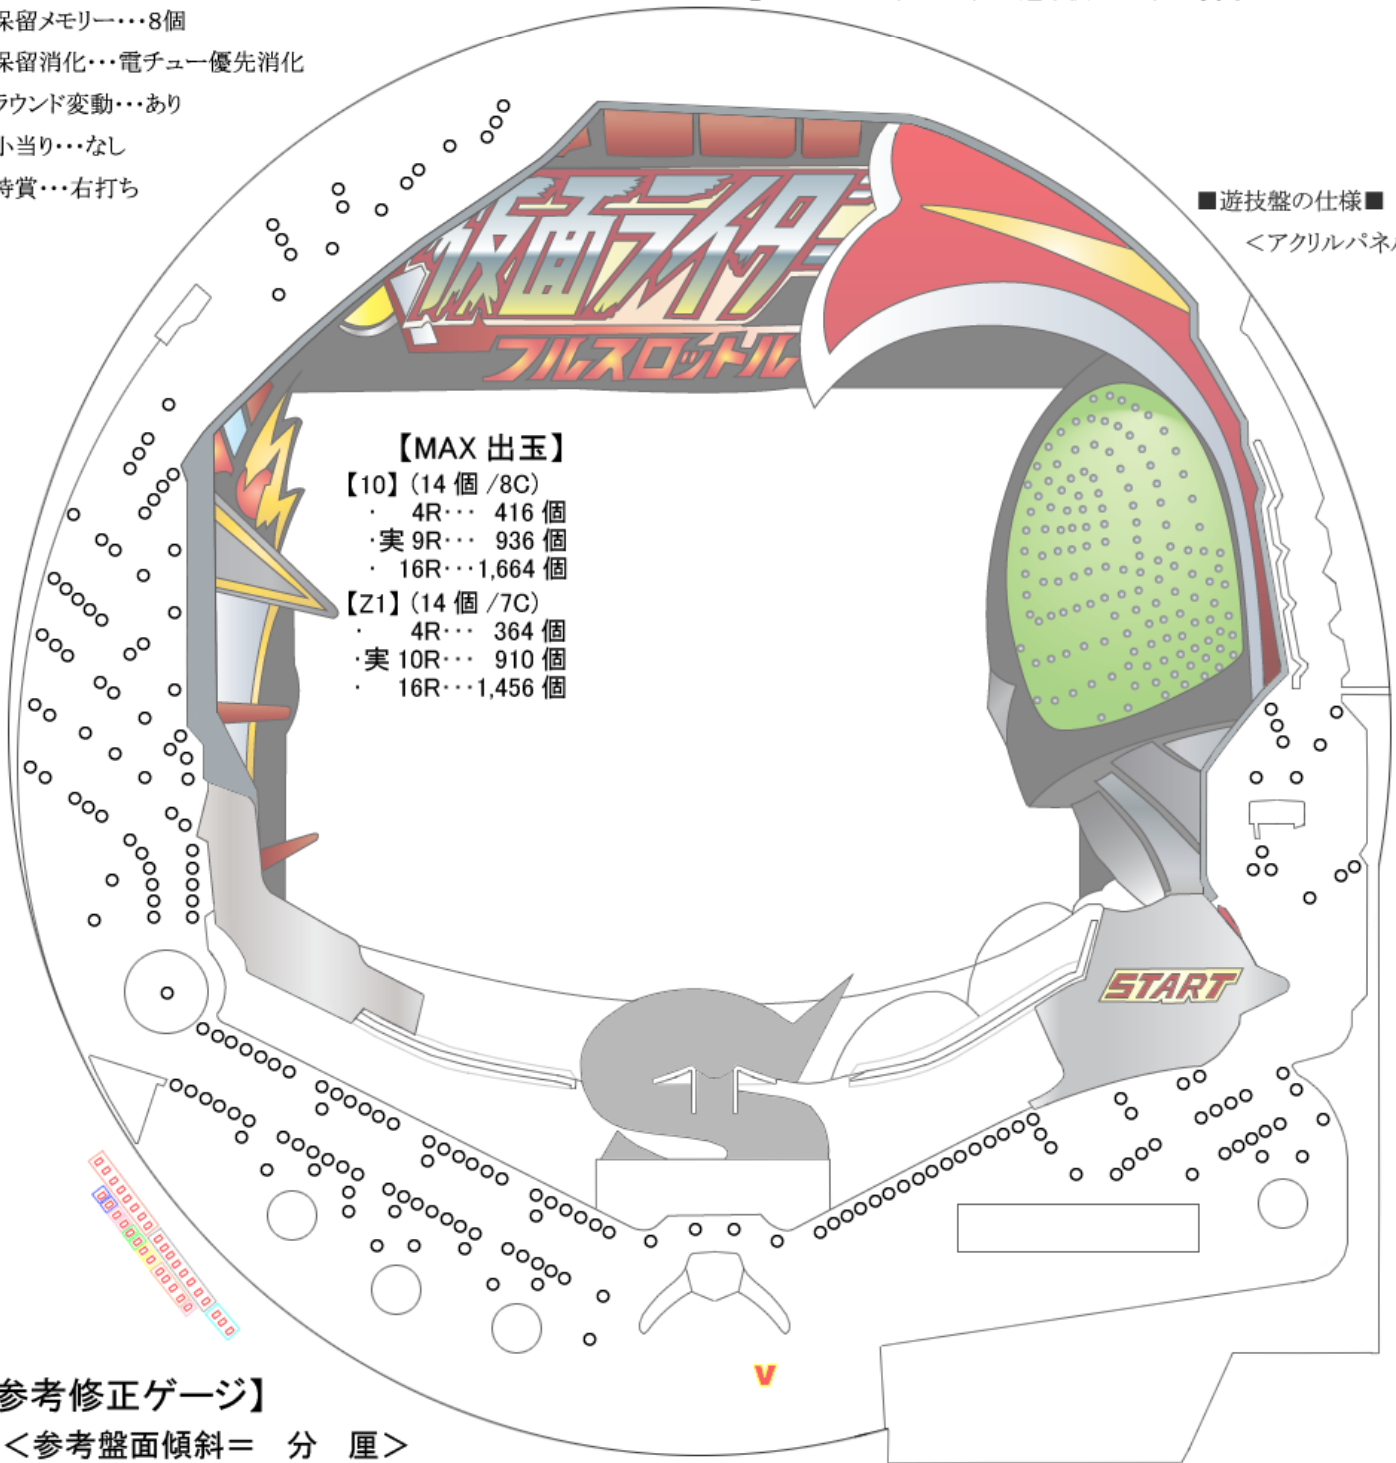 保留メモリー･･･8個
保留消化･･･電チュー優先消化
ラウンド変動･･･あり
小当り･･･なし
特賞･･･右打ち
■遊技盤の仕様■
＜アクリルパネル
仮面ライダー
フルスロットル
【MAX 出玉】
【10】（14 個 /8C）
・ 4R･･･ 416 個
・実 9R･･･ 936 個
・ 16R･･･1,664 個
【Z1】（14 個 /7C）
・ 4R･･･ 364 個
・実 10R･･･ 910 個
・ 16R･･･1,456 個
START
V
参考修正ゲージ】
＜参考盤面傾斜＝　分　厘＞